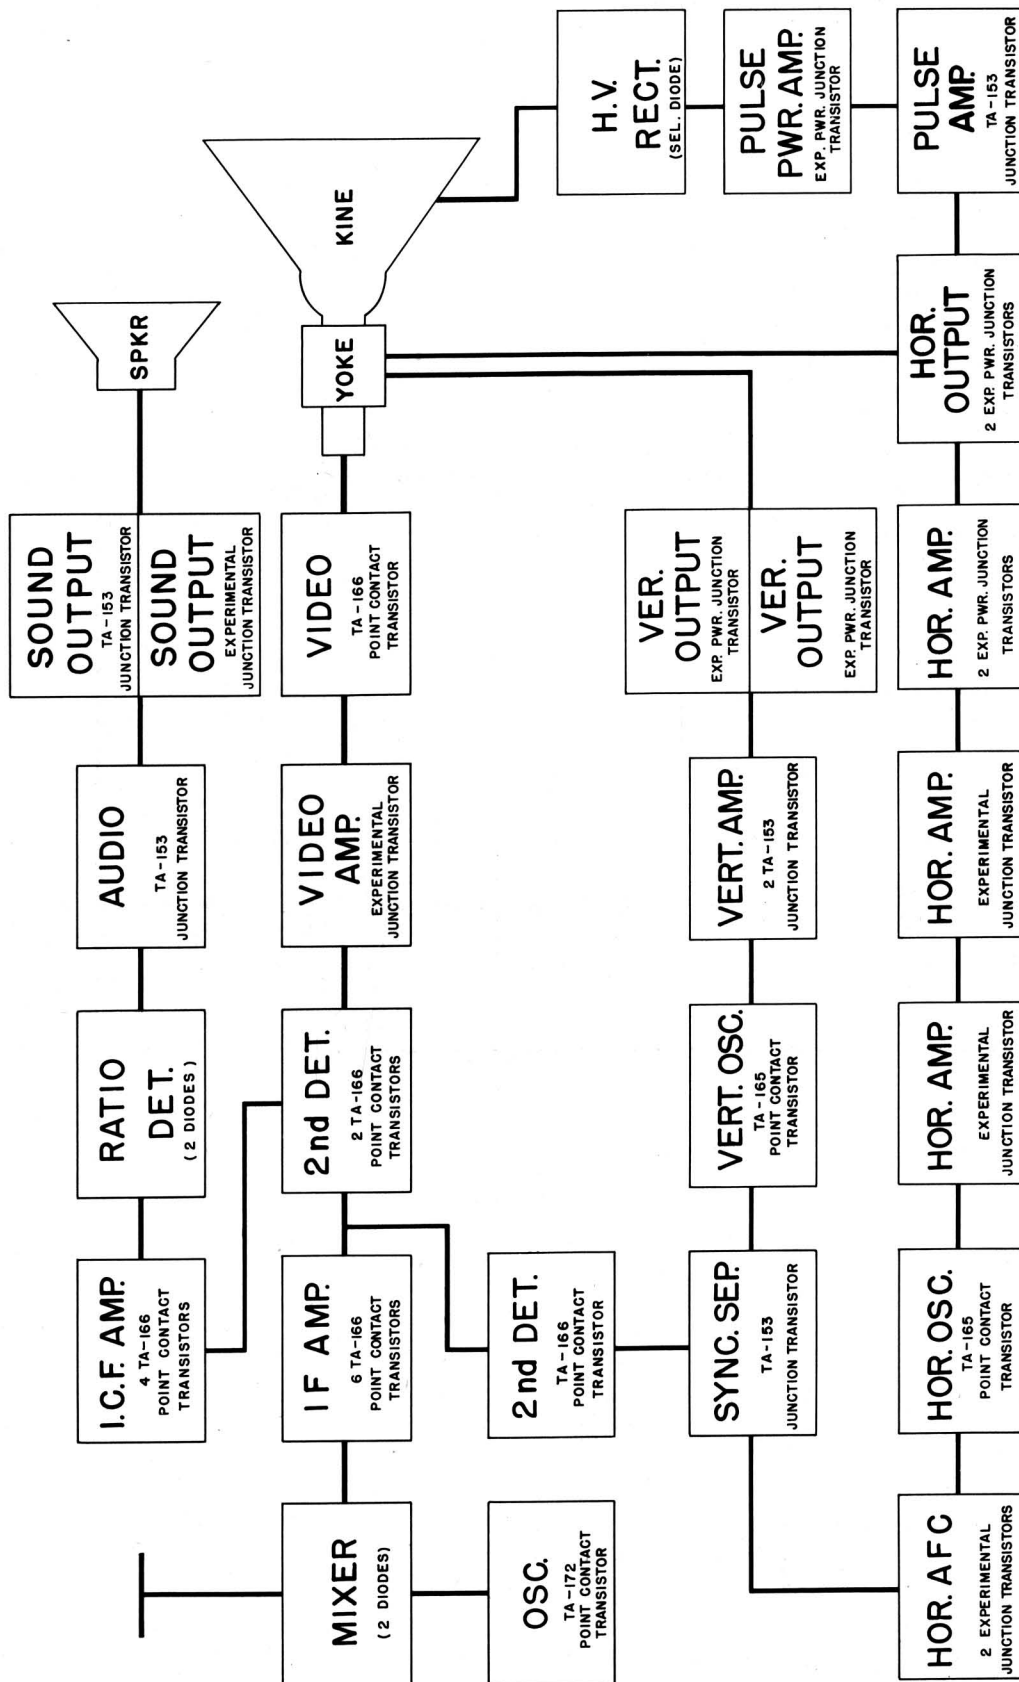 SOUND
OUTPUT
TA-153
JUNCTION TRANSISTOR
SOUND
OUTPUT
EXPERIMENTAL
JUNCTION TRANSISTOR
SPKR
AUDIO
TA-153
JUNCTION TRANSISTOR
RATIO
DET.
(2 DIODES)
I.C.F. AMP.
4 TA-166
POINT CONTACT
TRANSISTORS
MIXER
(2 DIODES)
IF AMP.
6 TA-166
POINT CONTACT
TRANSISTORS
2nd DET.
2 TA-166
POINT CONTACT
TRANSISTORS
VIDEO
AMP.
EXPERIMENTAL
JUNCTION TRANSISTOR
VIDEO
TA-166
POINT CONTACT
TRANSISTOR
YOKE
KINE
OSC.
TA-172
POINT CONTACT
TRANSISTOR
2nd DET.
TA-166
POINT CONTACT
TRANSISTOR
H.V.
RECT.
(SEL. DIODE)
SYNC. SEP.
TA-153
JUNCTION TRANSISTOR
VERT. OSC.
TA-165
POINT CONTACT
TRANSISTOR
VERT. AMP.
2 TA-153
JUNCTION TRANSISTOR
VER.
OUTPUT
EXP. PWR. JUNCTION
TRANSISTOR
VER.
OUTPUT
EXP. PWR. JUNCTION
TRANSISTOR
PULSE
PWR. AMP.
EXP. PWR. JUNCTION
TRANSISTOR
HOR. AFC
2 EXPERIMENTAL
JUNCTION TRANSISTORS
HOR. OSC.
TA-165
POINT CONTACT
TRANSISTOR
HOR. AMP.
EXPERIMENTAL
JUNCTION TRANSISTOR
HOR. AMP.
EXPERIMENTAL
JUNCTION TRANSISTOR
HOR. AMP.
2 EXP. PWR. JUNCTION
TRANSISTORS
HOR.
OUTPUT
2 EXP. PWR. JUNCTION
TRANSISTORS
PULSE
AMP.
TA-153
JUNCTION TRANSISTOR